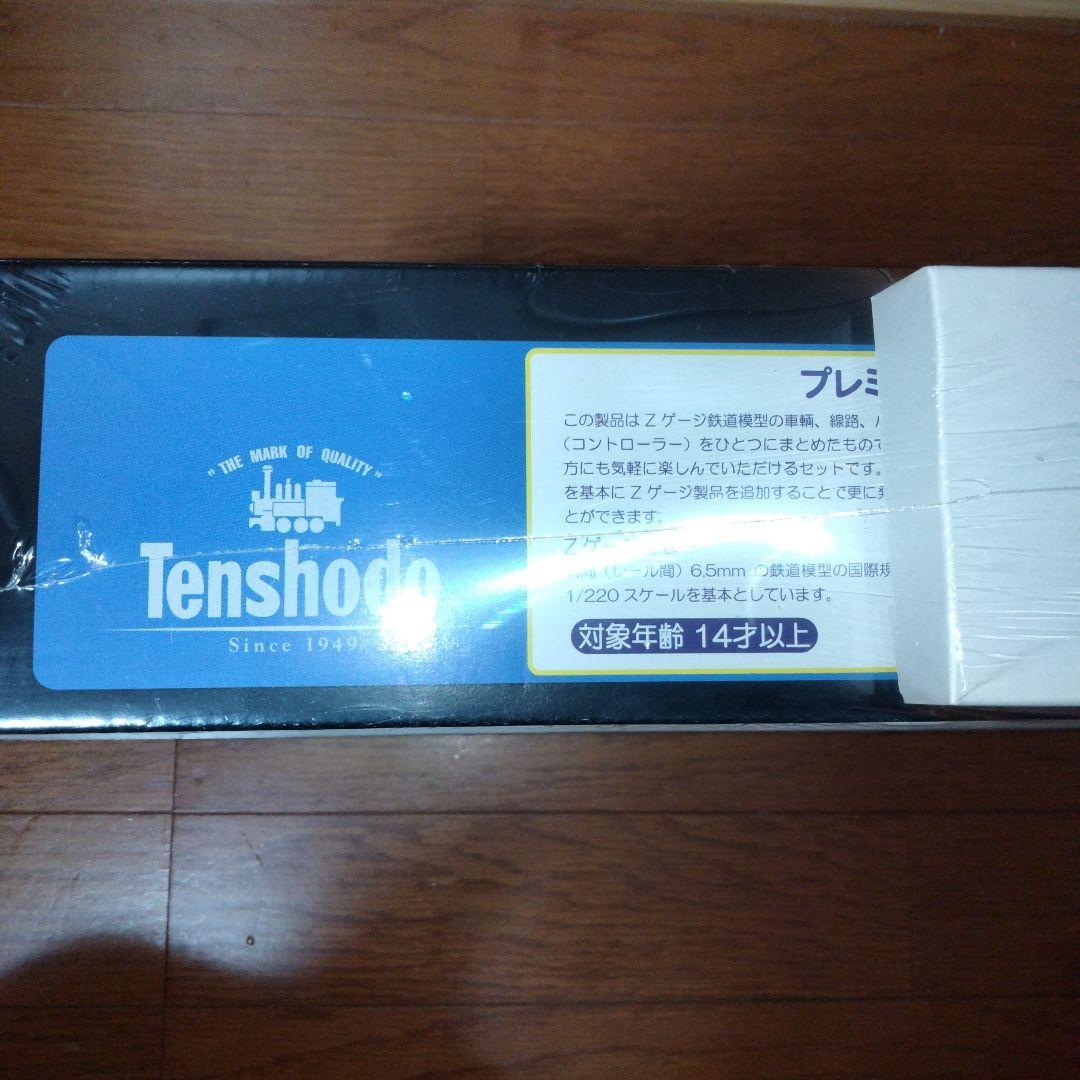 "THE MARK OF QUALITY"
Tenshodo
Since 1949
プレミ
この製品は Z ゲージ鉄道模型の車輌、線路、
（コントローラー）をひとつにまとめたもので
方にも気軽に楽しんでいただけるセットです。
を基本に Z ゲージ製品を追加することで更に
とができます。
Z ゲージ
（レール間）6.5mm の鉄道模型の国際規
1/220 スケールを基本としています。
対象年齢 14才以上